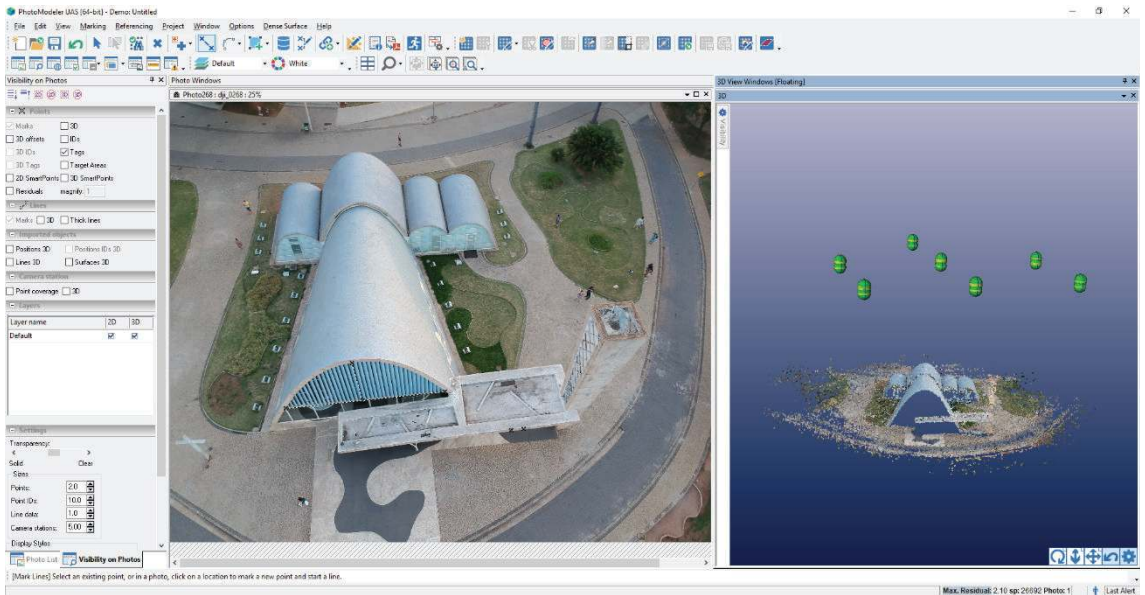 PhotoModeler UAS [64-bit] - Demo: Untitled
File Edit View Marking Referencing Project Window Options Dense Surface Help
Default White
Visibility on Photos
Photo Windows
3D View Windows [Floating]
Photo268 : dji_0268 : 25%
3D
Visibility
Points
Marks 3D
3D offsets IDs
3D IDs Tags
3D Tags Target Areas
2D SmartPoints 3D SmartPoints
Residuals magnify: 1
Lines
Marks 3D Thick lines
Imported objects
Positions 3D Positions IDs 3D
Lines 3D Surfaces 3D
Camera station
Point coverage 3D
Layers
Layer name 2D 3D
Default
Settings
Transparency:
Solid Clear
Sizes
Points: 2.0
Point IDs: 10.0
Line data: 1.0
Camera stations: 5.00
Display Styles
Photo List Visibility on Photos
[Mark Lines] Select an existing point, or in a photo, click on a location to mark a new point and start a line.
Max. Residual: 2.10 sp: 26692 Photo: 1 Last Alert